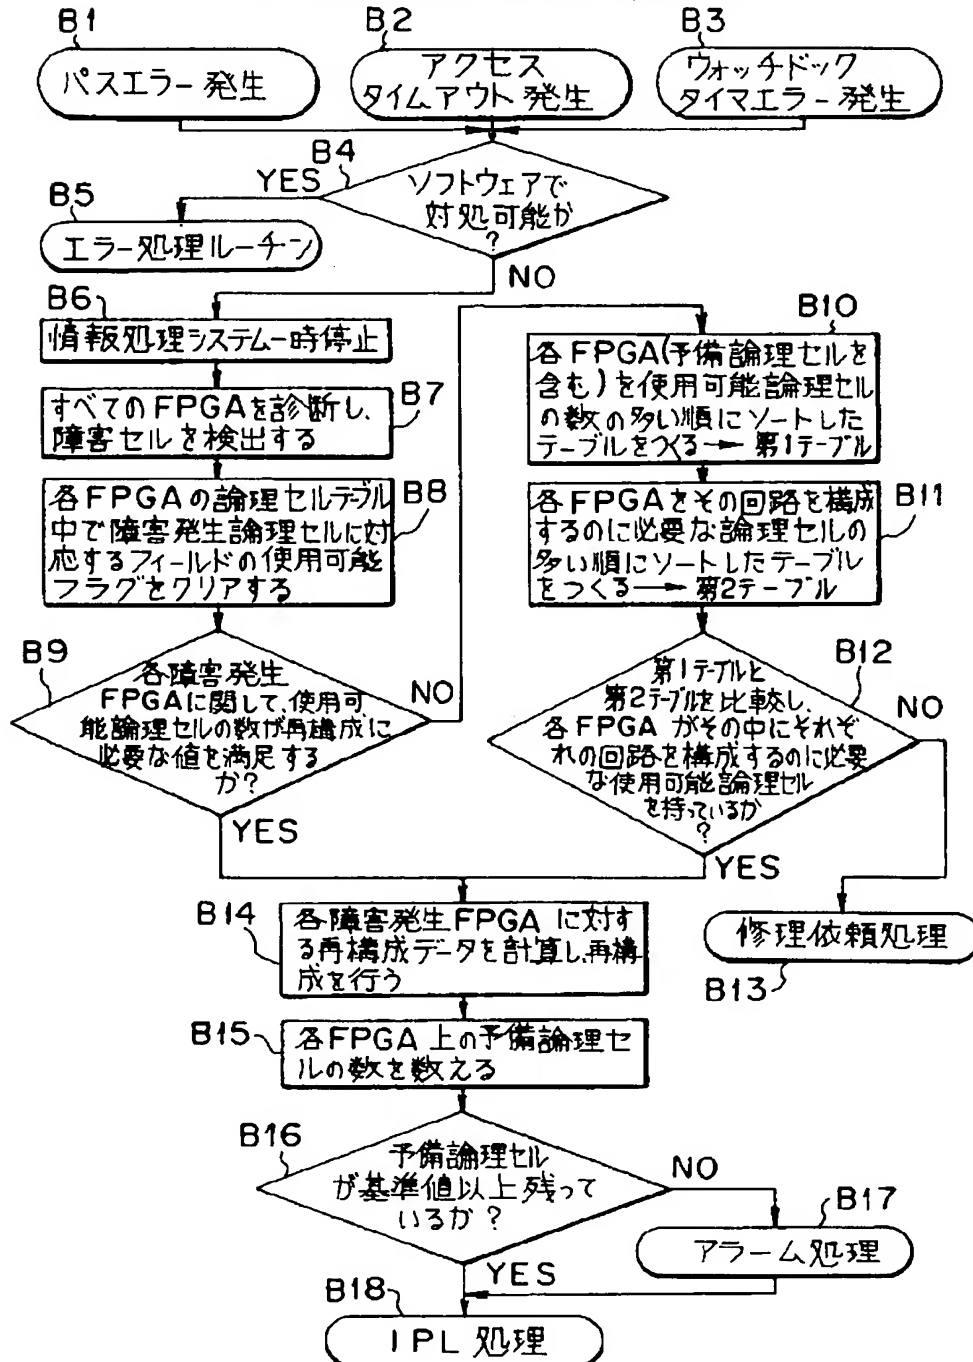 B1
B2
B3
パスエラー発生
アクセス
タイムアウト発生
ウォッチドック
タイマエラー発生
B4
YES
ソフトウェアで
対処可能か
?
B5
エラー処理ルーチン
NO
B6
情報処理システム一時停止
B7
すべてのFPGAを診断し、
障害セルを検出する
B8
各FPGAの論理セルテブル
中で障害発生論理セルに対
応するフィールドの使用可能
フラグをクリアする
B9
各障害発生
FPGAに関して、使用可
能論理セルの数が再構成に
必要な値を満足する
か?
NO
YES
B10
各FPGA(予備論理セルを
含む)を使用可能論理セル
の数の多い順にソートした
テーブルをつくる→第1テーブル
B11
各FPGAをその回路を構成
するのに必要な論理セルの
多い順にソートしたテーブル
をつくる→第2テーブル
B12
第1テーブルと
第2テーブルを比較し、
各FPGAがその中にそれぞ
れの回路を構成するのに必要
な使用可能論理セル
を持っているか
?
NO
YES
修理依頼処理
B13
B14
各障害発生FPGAに対す
る再構成データを計算し、再構
成を行う
B15
各FPGA上の予備論理セ
ルの数を数える
B16
予備論理セル
が基準値以上残って
いるか?
NO
B17
アラーム処理
YES
B18
IPL処理